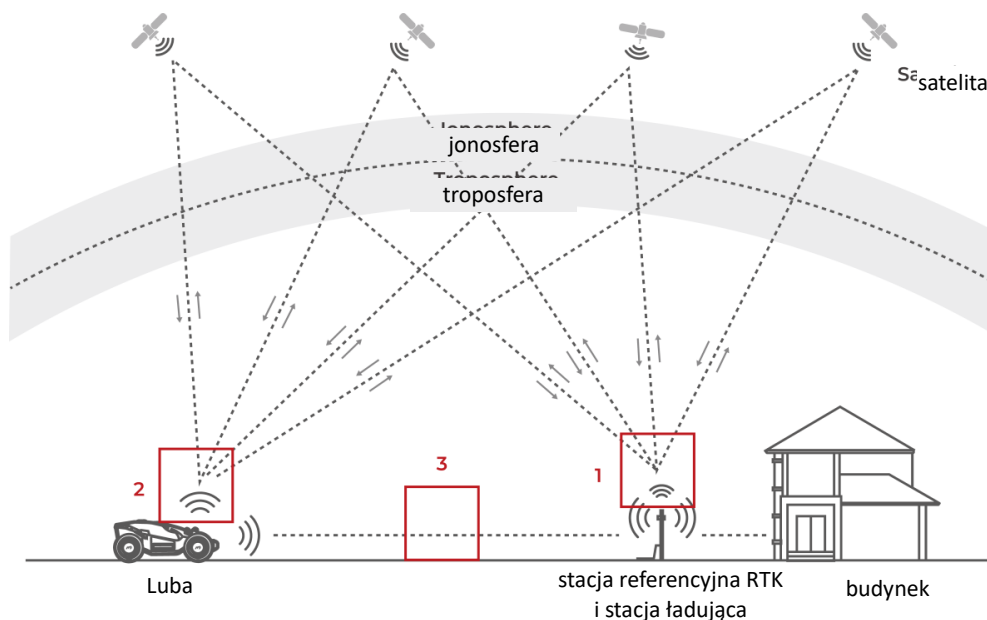 satelita
jonosfera
troposfera
3
1
2
Luba
stacja referencyjna RTK
i stacja ładująca
budynek